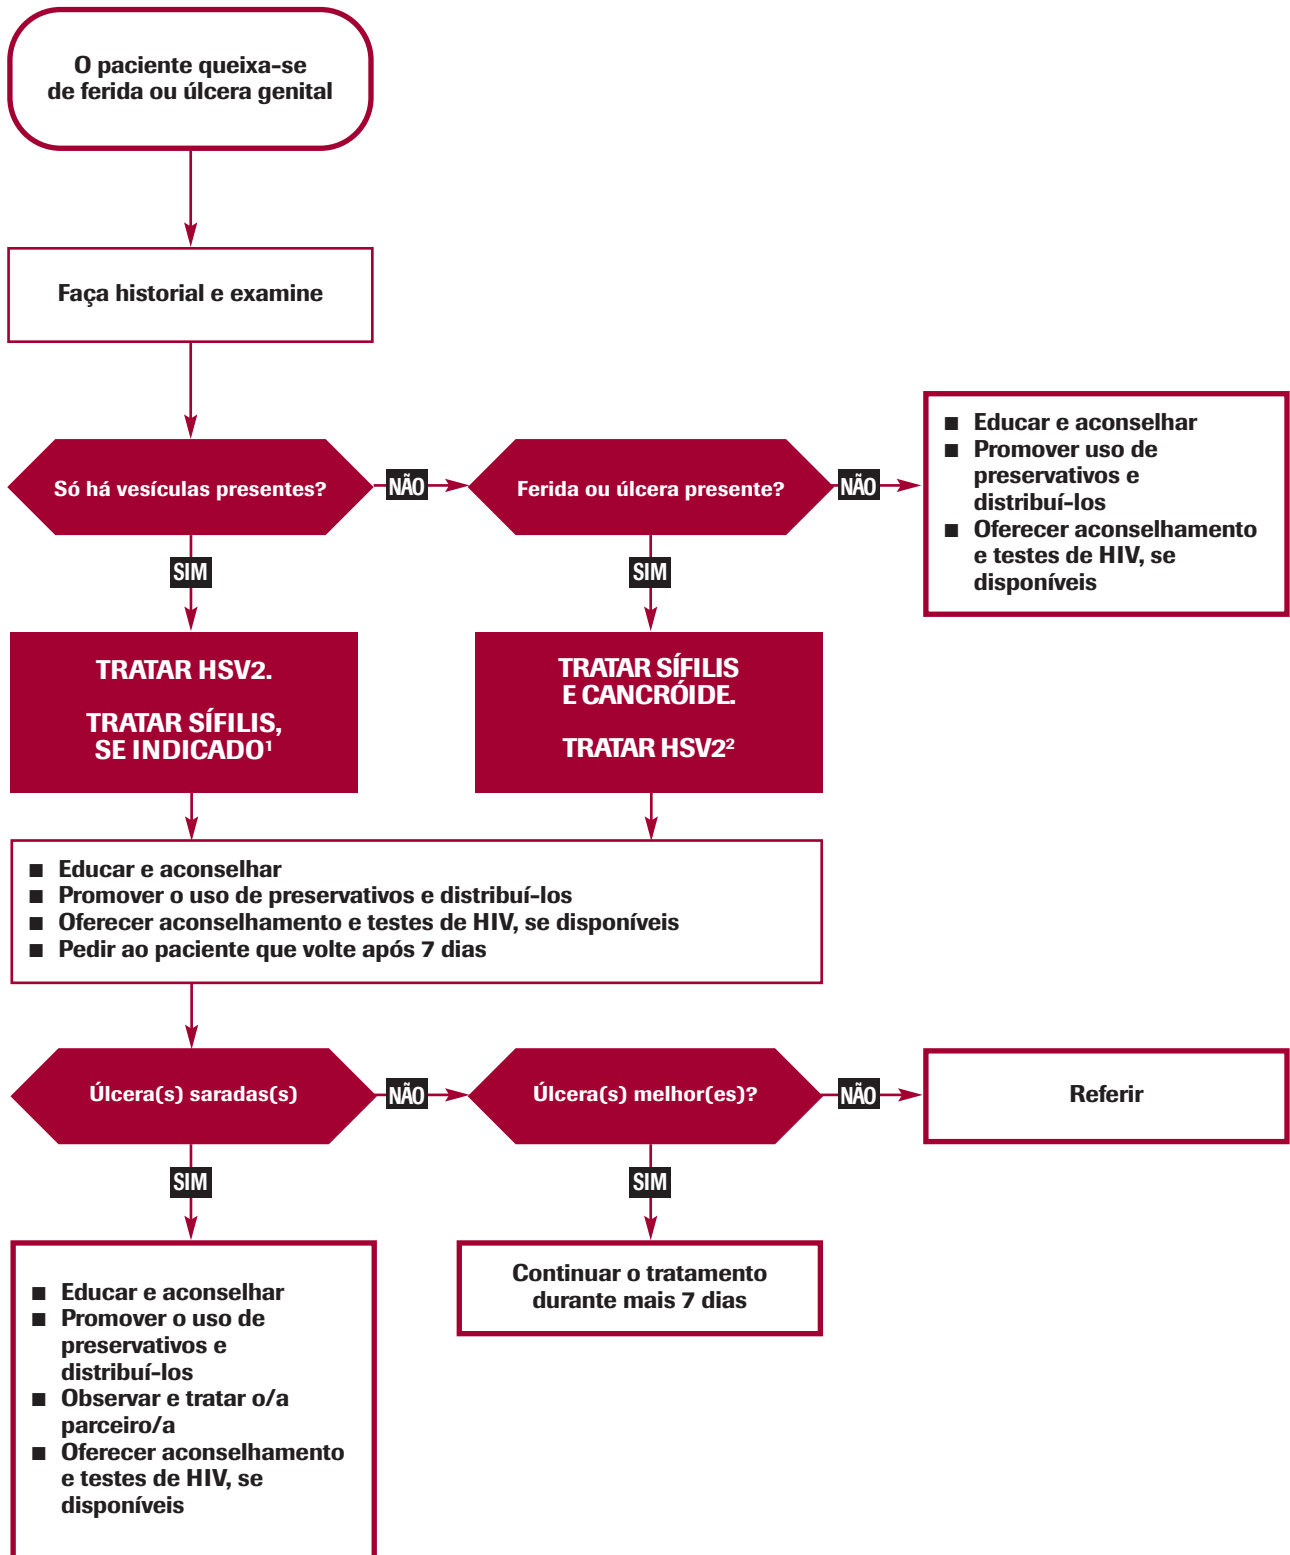 O paciente queixa-se
de ferida ou úlcera genital
Faça historial e examine
Só há vesículas presentes?
NÃO
Ferida ou úlcera presente?
NÃO
■ Educar e aconselhar
■ Promover uso de
preservativos e
distribuí-los
■ Oferecer aconselhamento
e testes de HIV, se
disponíveis
SIM
SIM
TRATAR HSV2.
TRATAR SÍFILIS,
SE INDICADO¹
TRATAR SÍFILIS
E CANCRÓIDE.
TRATAR HSV2²
■ Educar e aconselhar
■ Promover o uso de preservativos e distribuí-los
■ Oferecer aconselhamento e testes de HIV, se disponíveis
■ Pedir ao paciente que volte após 7 dias
Úlcera(s) saradas(s)
NÃO
Úlcera(s) melhor(es)?
NÃO
Referir
SIM
SIM
■ Educar e aconselhar
■ Promover o uso de
preservativos e
distribuí-los
■ Observar e tratar o/a
parceiro/a
■ Oferecer aconselhamento
e testes de HIV, se
disponíveis
Continuar o tratamento
durante mais 7 dias